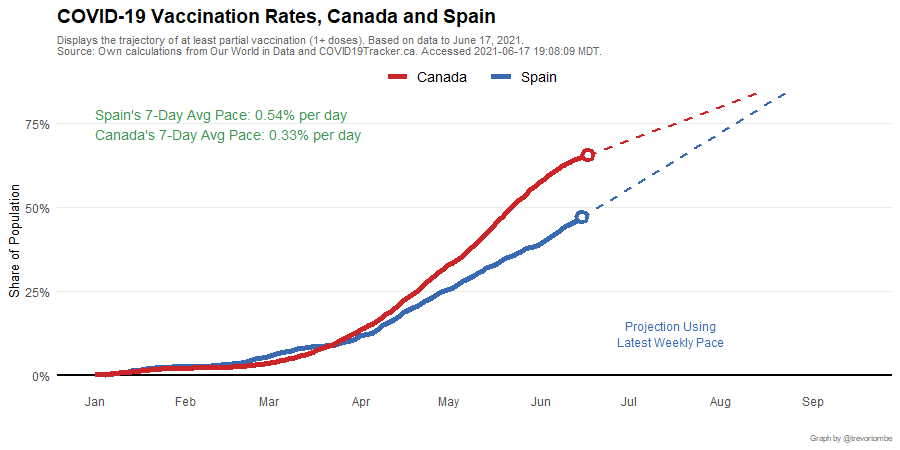 COVID-19 Vaccination Rates, Canada and Spain
Displays the trajectory of at least partial vaccination (1+ doses). Based on data to June 17, 2021.
Source: Own calculations from Our World in Data and COVID19Tracker.ca. Accessed 2021-06-17 19:08:09 MDT.
Canada Spain
Spain's 7-Day Avg Pace: 0.54% per day
Canada's 7-Day Avg Pace: 0.33% per day
75%
50%
25%
0%
Share of Population
Projection Using
Latest Weekly Pace
Jan Feb Mar Apr May Jun Jul Aug Sep
Graph by @trevortombe